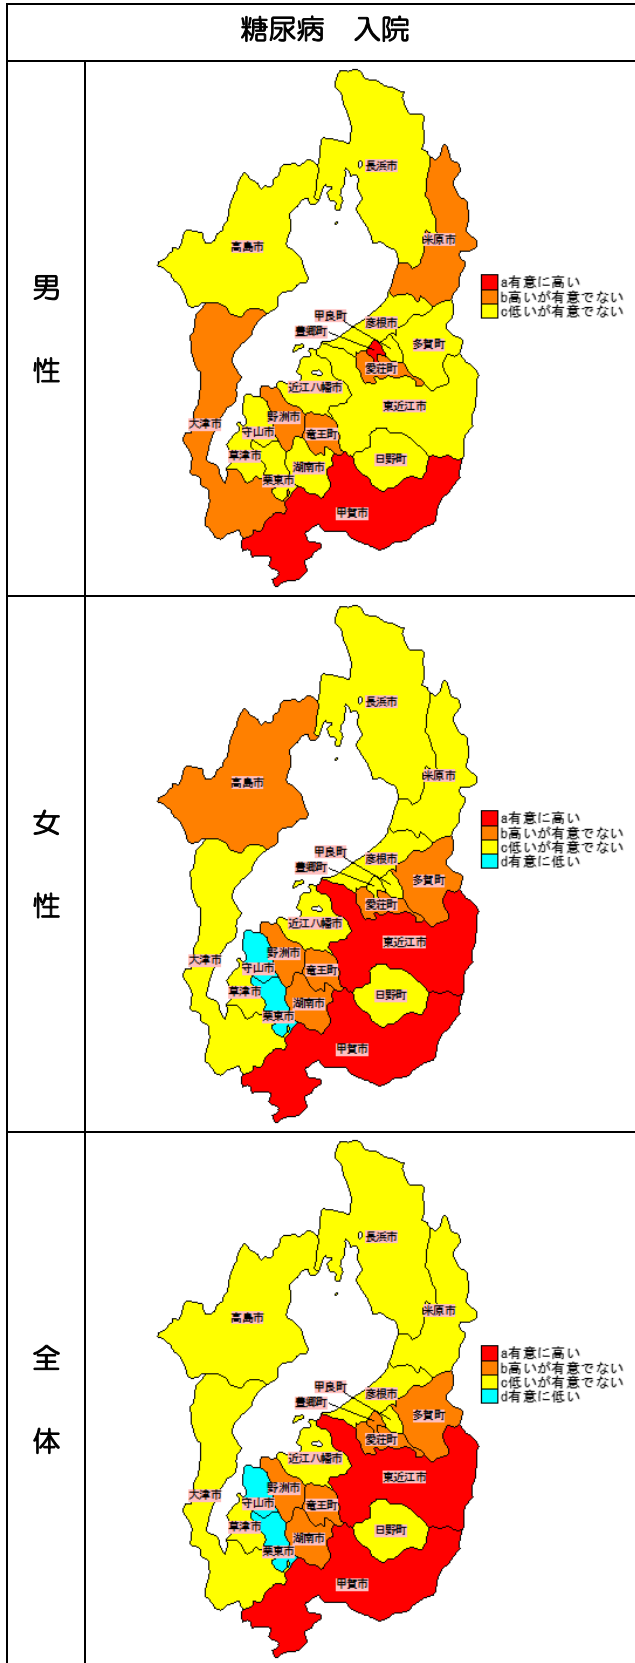 糖尿病　入院
男性
長浜市
米原市
高島市
a有意に高い
b高いが有意でない
c低いが有意でない
甲良町
豊郷町
彦根市
多賀町
愛荘町
近江八幡市
東近江市
大津市
野洲市
守山市
竜王町
草津市
湖南市
日野町
栗東市
甲賀市
女性
長浜市
米原市
高島市
a有意に高い
b高いが有意でない
c低いが有意でない
d有意に低い
甲良町
豊郷町
彦根市
多賀町
愛荘町
近江八幡市
東近江市
大津市
野洲市
守山市
竜王町
草津市
湖南市
日野町
栗東市
甲賀市
全体
長浜市
米原市
高島市
a有意に高い
b高いが有意でない
c低いが有意でない
d有意に低い
甲良町
豊郷町
彦根市
多賀町
愛荘町
近江八幡市
東近江市
大津市
野洲市
守山市
竜王町
草津市
湖南市
日野町
栗東市
甲賀市